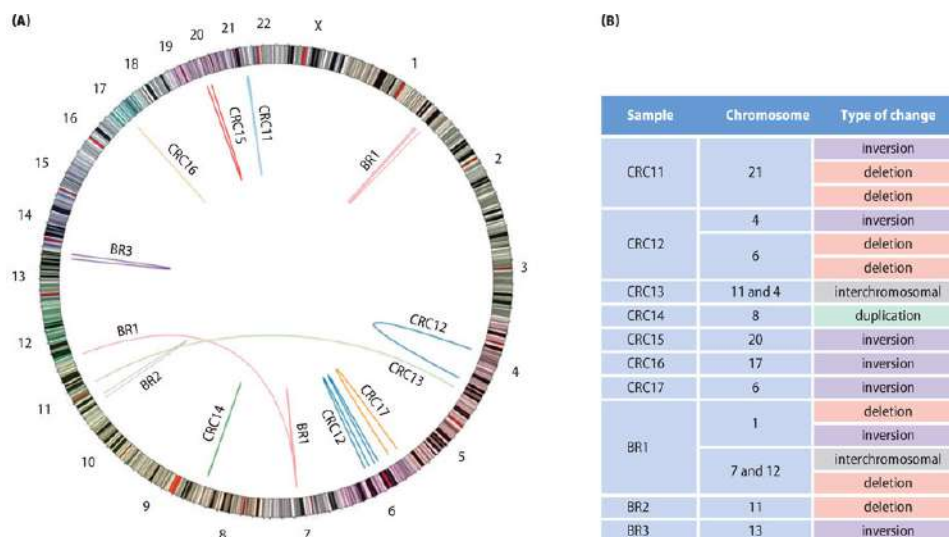 (A)
22
X
21
20
19
18
17
16
15
14
13
12
11
10
9
8
7
6
5
4
3
2
1
CRC15
CRC11
CRC16
BR1
BR3
BR1
BR2
CRC12
CRC13
CRC14
CRC17
CRC12
BR1
(B)
Sample Chromosome Type of change
CRC11 21 inversion
deletion
deletion
CRC12 4 inversion
6 deletion
deletion
CRC13 11 and 4 interchromosomal
CRC14 8 duplication
CRC15 20 inversion
CRC16 17 inversion
CRC17 6 inversion
BR1 1 deletion
inversion
7 and 12 interchromosomal
deletion
BR2 11 deletion
BR3 13 inversion